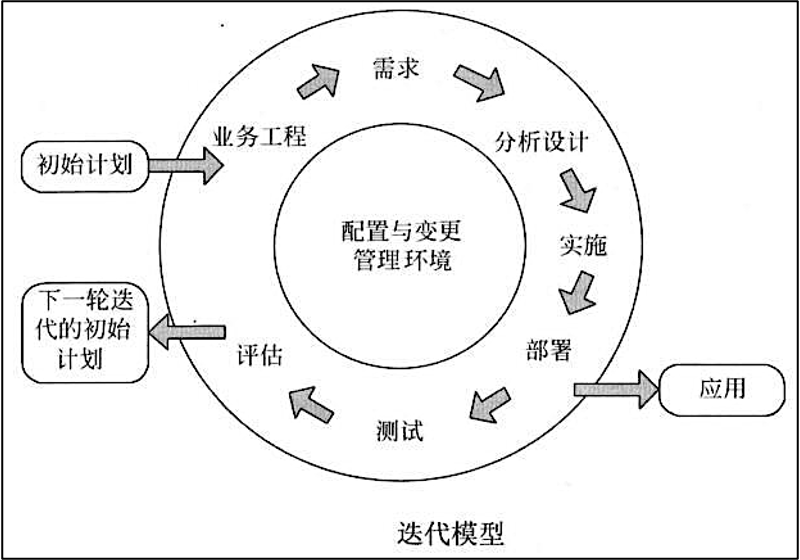 需求
业务工程
分析设计
初始计划
配置与变更
管理环境
实施
下一轮迭
代的初始
计划
评估
部署
应用
测试
迭代模型